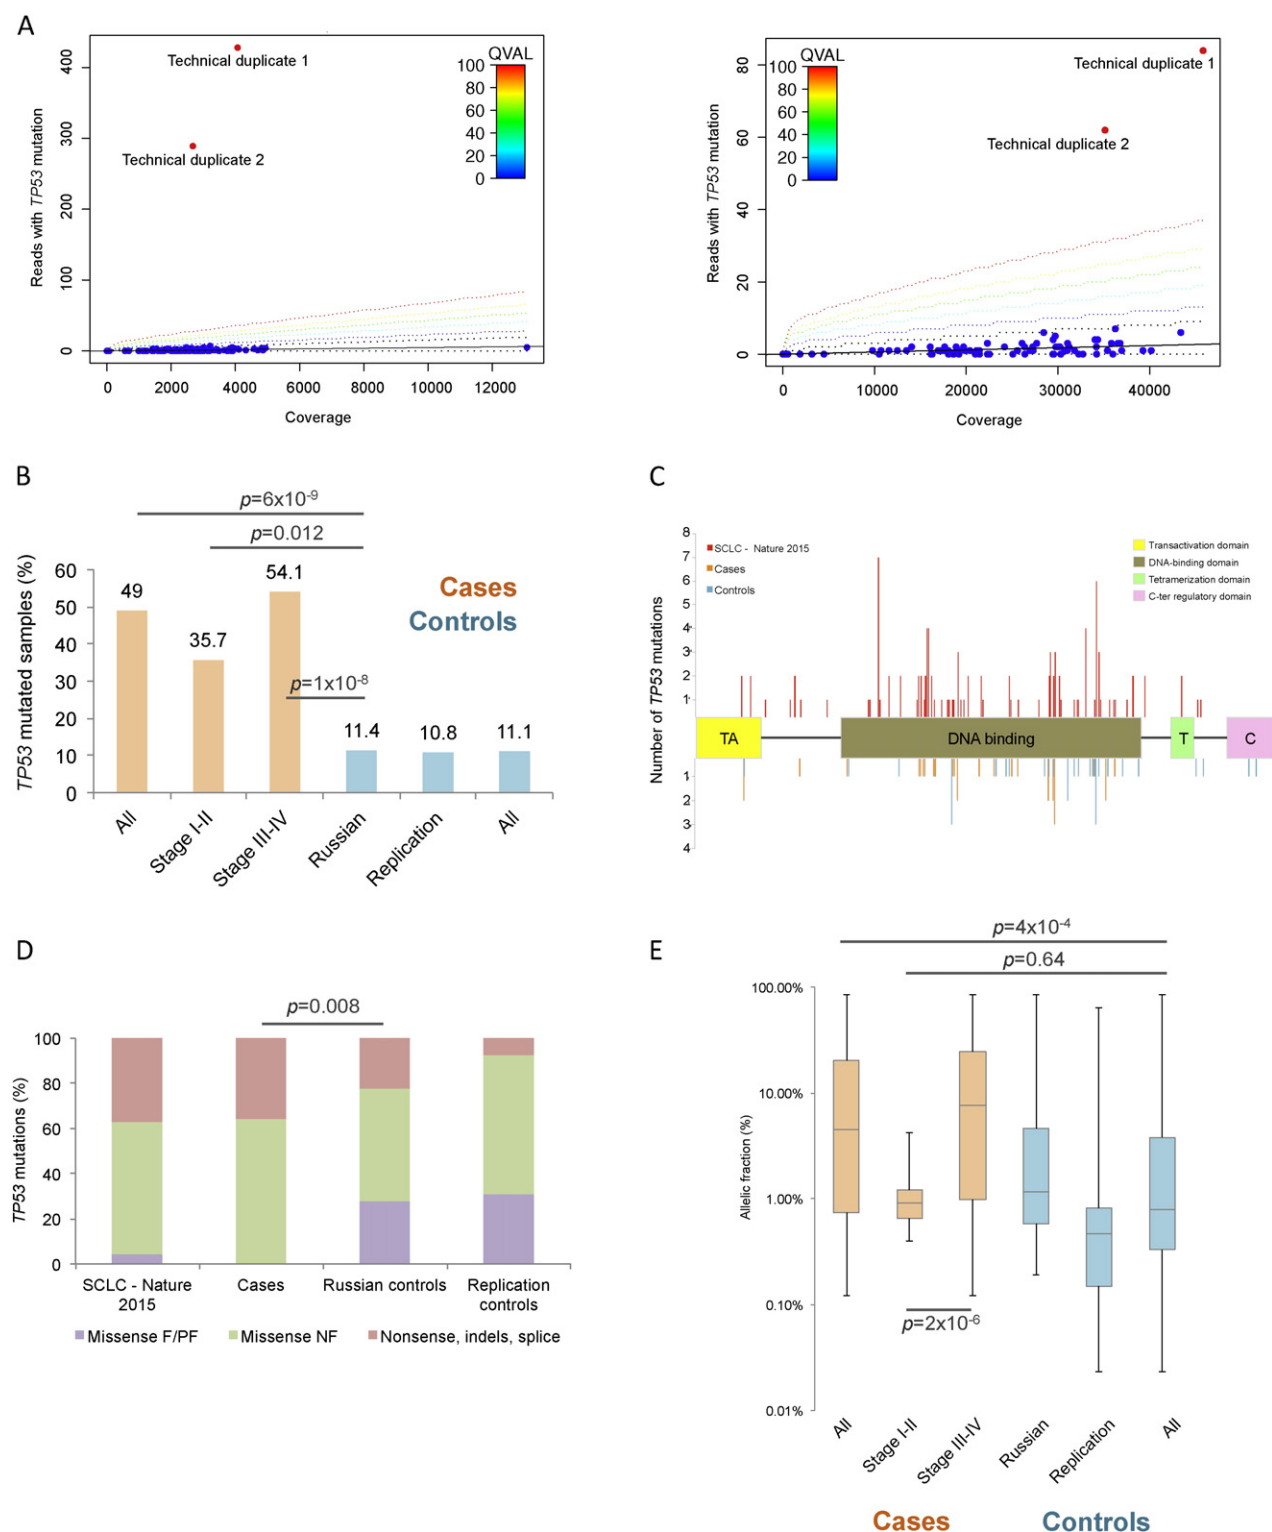 A
QVAL
100
80
60
40
20
0
Technical duplicate 1
Technical duplicate 2
Reads with TP53 mutation
400
300
200
100
0
0 2000 4000 6000 8000 10000 12000
Coverage
QVAL
100
80
60
40
20
0
Technical duplicate 1
Technical duplicate 2
Reads with TP53 mutation
80
60
40
20
0
0 10000 20000 30000 40000
Coverage
B
p=6x10-9
p=0.012
p=1x10-8
Cases
Controls
TP53 mutated samples (%)
60
50
40
30
20
10
0
49
35.7
54.1
11.4
10.8
11.1
All
Stage I-II
Stage III-IV
Russian
Replication
All
C
Number of TP53 mutations
8
7
6
5
4
3
2
1
1
2
3
4
SCLC - Nature 2015
Cases
Controls
Transactivation domain
DNA-binding domain
Tetramerization domain
C-ter regulatory domain
TA
DNA binding
T
C
D
p=0.008
TP53 mutations (%)
100
80
60
40
20
0
SCLC - Nature
2015
Cases
Russian controls
Replication
controls
Missense F/PF
Missense NF
Nonsense, indels, splice
E
p=4x10-4
p=0.64
p=2x10-6
Allelic fraction (%)
100.00%
10.00%
1.00%
0.10%
0.01%
All
Stage I-II
Stage III-IV
Russian
Replication
All
Cases
Controls